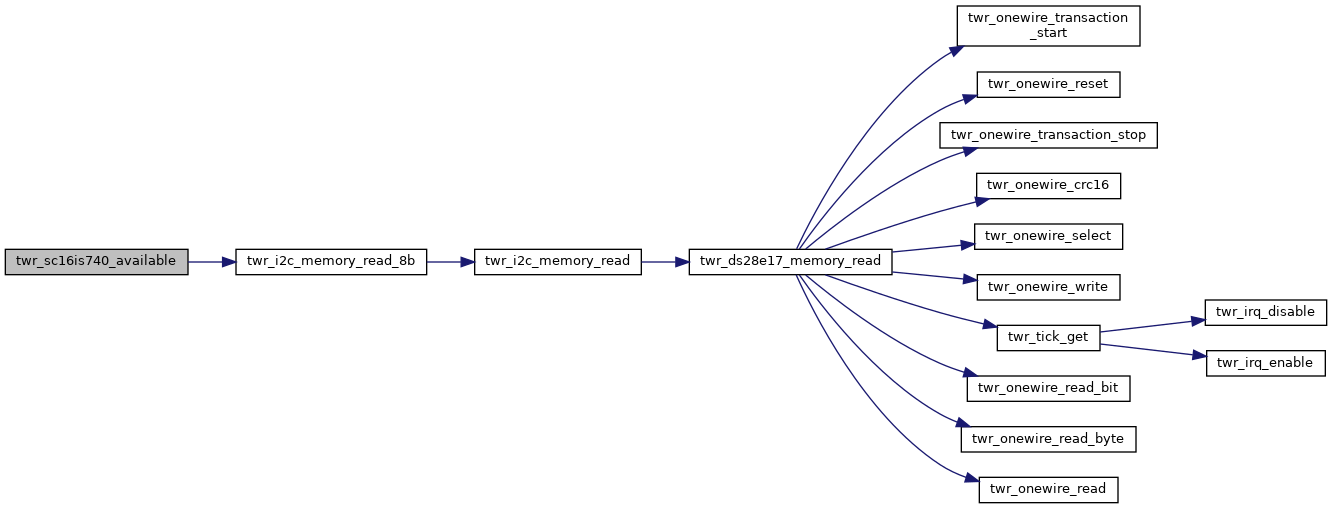 twr_onewire_transaction
_start
twr_onewire_reset
twr_onewire_transaction_stop
twr_onewire_crc16
twr_onewire_select
twr_sc16is740_available
twr_i2c_memory_read_8b
twr_i2c_memory_read
twr_ds28e17_memory_read
twr_onewire_write
twr_tick_get
twr_irq_disable
twr_irq_enable
twr_onewire_read_bit
twr_onewire_read_byte
twr_onewire_read